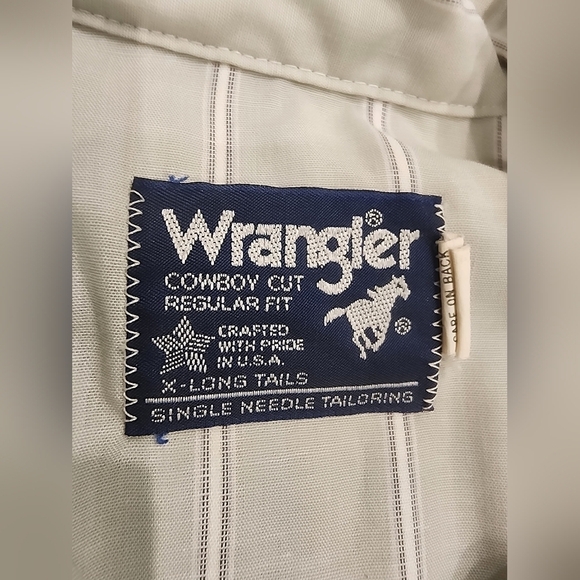 Wrangler®
COWBOY CUT
REGULAR FIT
®
CRAFTED
WITH PRIDE
IN U.S.A.
X-LONG TAILS
SINGLE NEEDLE TAILORING
CARE ON BACK